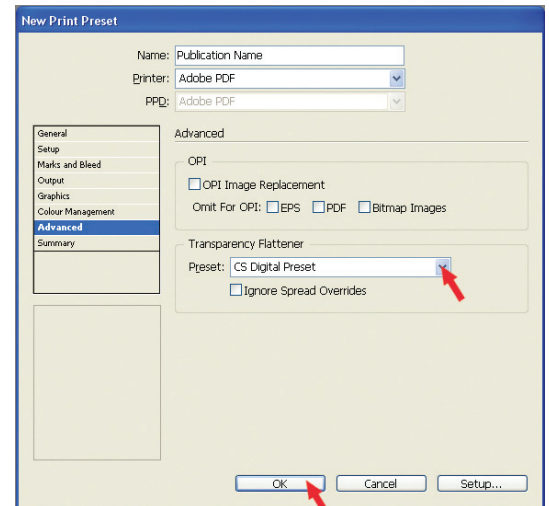 New Print Preset
Name: Publication Name
Printer: Adobe PDF
PPD: Adobe PDF
General
Setup
Marks and Bleed
Output
Graphics
Colour Management
Advanced
Summary
Advanced
OPI
OPI Image Replacement
Omit For OPI: EPS PDF Bitmap Images
Transparency Flattener
Preset: CS Digital Preset
Ignore Spread Overrides
OK Cancel Setup...